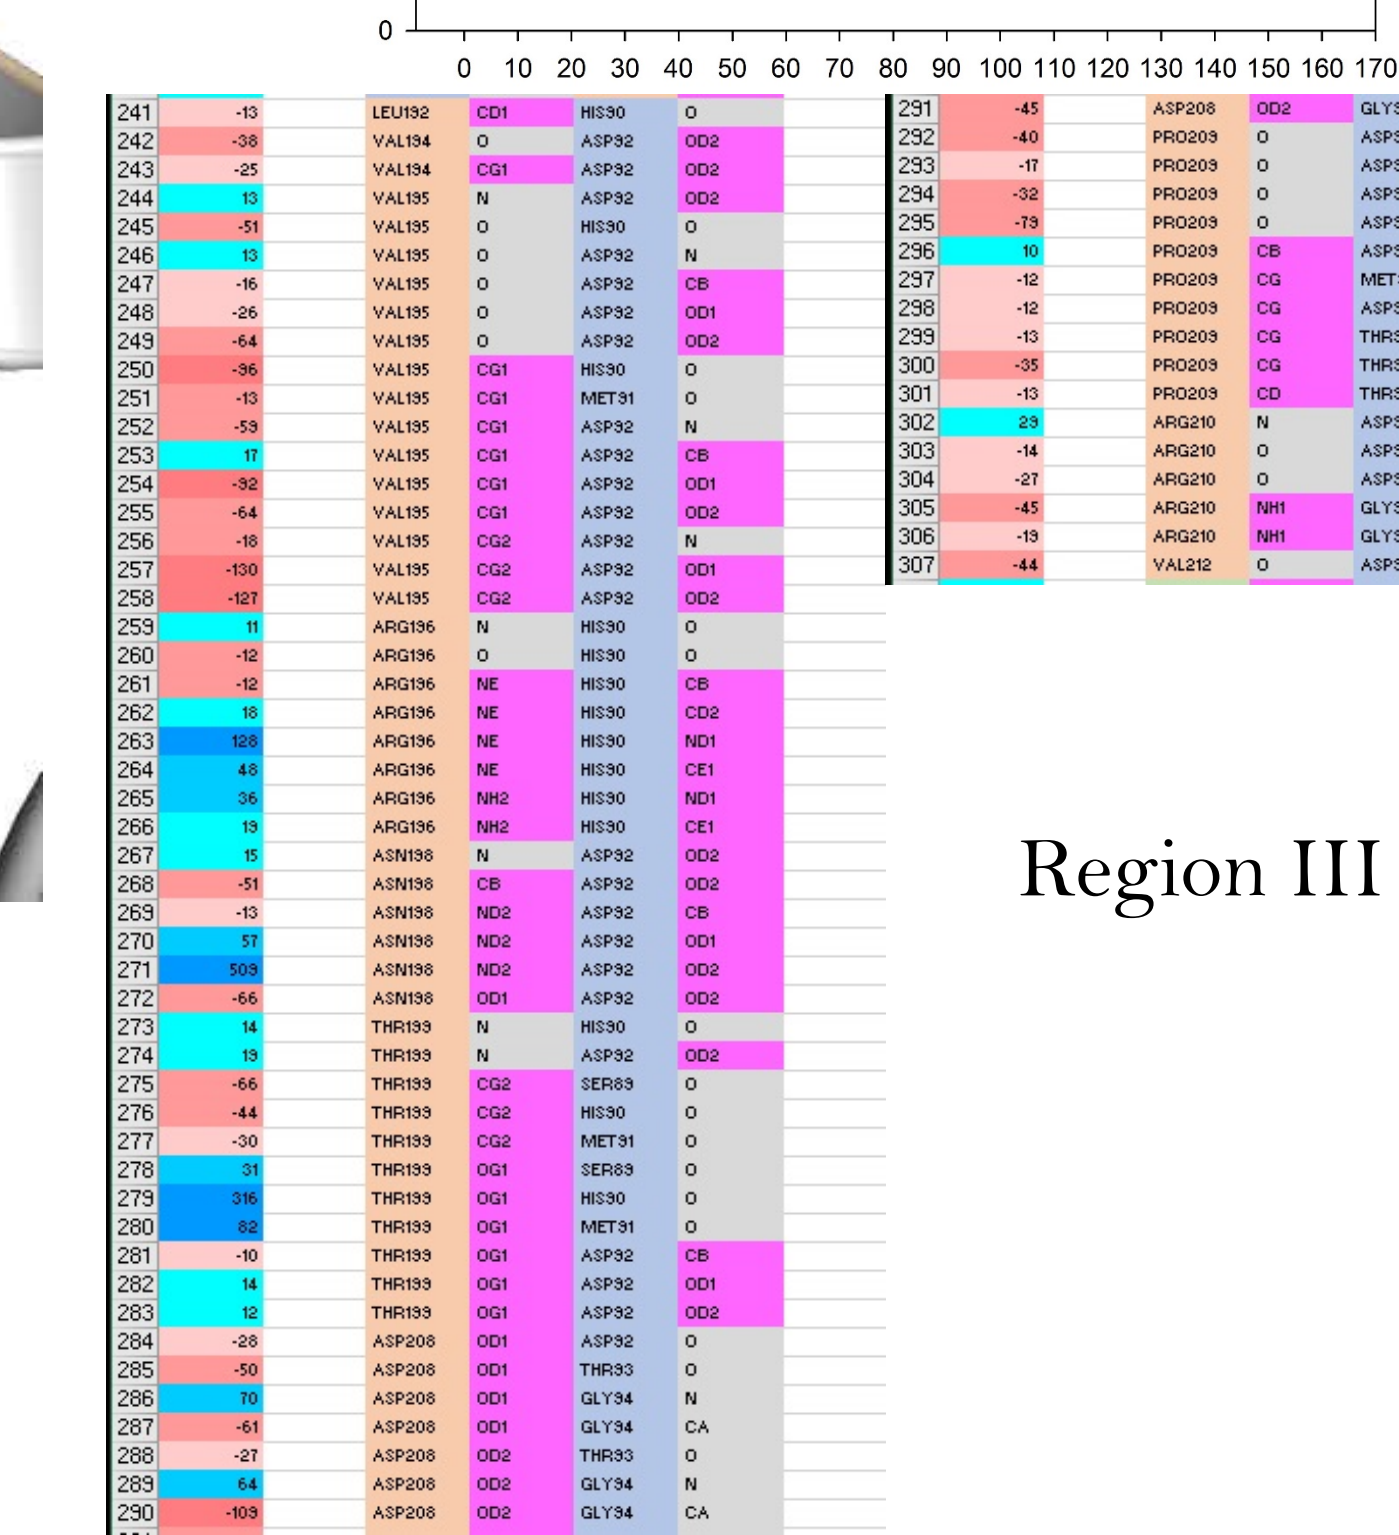 0
0 10 20 30 40 50 60 70 80 90 100 110 120 130 140 150 160 170
241 -13 LEU192 CD1 HIS90 O
242 -38 VAL194 O ASP92 OD2
243 -25 VAL194 CG1 ASP92 OD2
244 13 VAL195 N ASP92 OD2
245 -51 VAL195 O HIS90 O
246 13 VAL195 O ASP92 N
247 -16 VAL195 O ASP92 CB
248 -26 VAL195 O ASP92 OD1
249 -64 VAL195 O ASP92 OD2
250 -96 VAL195 CG1 HIS90 O
251 -13 VAL195 CG1 MET91 O
252 -59 VAL195 CG1 ASP92 N
253 17 VAL195 CG1 ASP92 CB
254 -92 VAL195 CG1 ASP92 OD1
255 -64 VAL195 CG1 ASP92 OD2
256 -18 VAL195 CG2 ASP92 N
257 -130 VAL195 CG2 ASP92 OD1
258 -127 VAL195 CG2 ASP92 OD2
259 11 ARG196 N HIS90 O
260 -12 ARG196 O HIS90 O
261 -12 ARG196 NE HIS90 CB
262 18 ARG196 NE HIS90 CD2
263 128 ARG196 NE HIS90 ND1
264 48 ARG196 NE HIS90 CE1
265 36 ARG196 NH2 HIS90 ND1
266 19 ARG196 NH2 HIS90 CE1
267 15 ASN198 N ASP92 OD2
268 -51 ASN198 CB ASP92 OD2
269 -13 ASN198 ND2 ASP92 CB
270 57 ASN198 ND2 ASP92 OD1
271 509 ASN198 ND2 ASP92 OD2
272 -66 ASN198 OD1 ASP92 OD2
273 14 THR199 N HIS90 O
274 19 THR199 N ASP92 OD2
275 -66 THR199 CG2 SER89 O
276 -44 THR199 CG2 HIS90 O
277 -30 THR199 CG2 MET91 O
278 31 THR199 OG1 SER89 O
279 316 THR199 OG1 HIS90 O
280 82 THR199 OG1 MET91 O
281 -10 THR199 OG1 ASP92 CB
282 14 THR199 OG1 ASP92 OD1
283 12 THR199 OG1 ASP92 OD2
284 -28 ASP208 OD1 ASP92 O
285 -50 ASP208 OD1 THR93 O
286 70 ASP208 OD1 GLY94 N
287 -61 ASP208 OD1 GLY94 CA
288 -27 ASP208 OD2 THR93 O
289 64 ASP208 OD2 GLY94 N
290 -109 ASP208 OD2 GLY94 CA
291 -45 ASP208 OD2 GLY9
292 -40 PRO209 O ASP9
293 -17 PRO209 O ASP9
294 -32 PRO209 O ASP9
295 -79 PRO209 O ASP9
296 10 PRO209 CB ASP9
297 -12 PRO209 CG MET
298 -12 PRO209 CG ASP9
299 -13 PRO209 CG THR9
300 -35 PRO209 CG THR9
301 -13 PRO209 CD THR9
302 29 ARG210 N ASP9
303 -14 ARG210 O ASP9
304 -27 ARG210 O ASP9
305 -45 ARG210 NH1 GLY9
306 -19 ARG210 NH1 GLY9
307 -44 VAL212 O ASP9
Region III